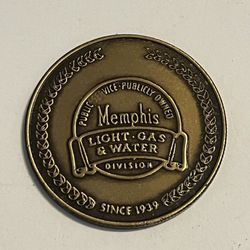 PUBLIC SERVICE · PUBLICLY OWNED
Memphis
LIGHT · GAS
& WATER
DIVISION
SINCE 1939